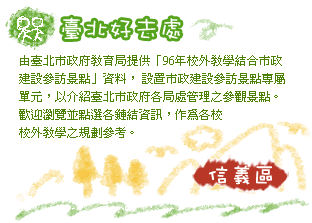 臺北好去處
由臺北市政府教育局提供「96年校外教學結合市政
建設參訪景點」資料, 設置市政建設參訪景點專屬
單元,以介紹臺北市政府各局處管理之參觀景點。
歡迎瀏覽並點選各鏈結資訊,作為各校
校外教學之規劃參考。
信義區